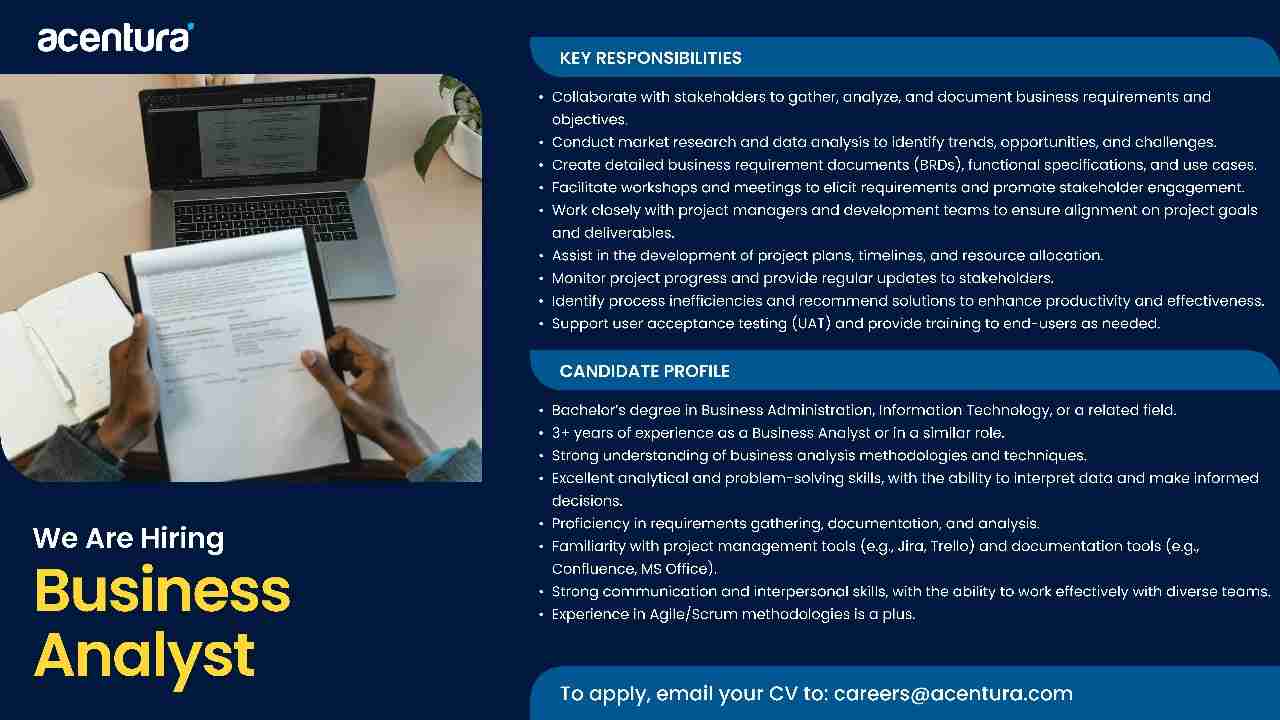 acentura
We Are Hiring
Business
Analyst
KEY RESPONSIBILITIES
• Collaborate with stakeholders to gather, analyze, and document business requirements and
objectives.
• Conduct market research and data analysis to identify trends, opportunities, and challenges.
• Create detailed business requirement documents (BRDs), functional specifications, and use cases.
• Facilitate workshops and meetings to elicit requirements and promote stakeholder engagement.
• Work closely with project managers and development teams to ensure alignment on project goals
and deliverables.
• Assist in the development of project plans, timelines, and resource allocation.
• Monitor project progress and provide regular updates to stakeholders.
• Identify process inefficiencies and recommend solutions to enhance productivity and effectiveness.
• Support user acceptance testing (UAT) and provide training to end-users as needed.
CANDIDATE PROFILE
• Bachelor's degree in Business Administration, Information Technology, or a related field.
• 3+ years of experience as a Business Analyst or in a similar role.
• Strong understanding of business analysis methodologies and techniques.
• Excellent analytical and problem-solving skills, with the ability to interpret data and make informed
decisions.
• Proficiency in requirements gathering, documentation, and analysis.
• Familiarity with project management tools (e.g., Jira, Trello) and documentation tools (e.g.,
Confluence, MS Office).
• Strong communication and interpersonal skills, with the ability to work effectively with diverse teams.
• Experience in Agile/Scrum methodologies is a plus.
To apply, email your CV to: careers@acentura.com